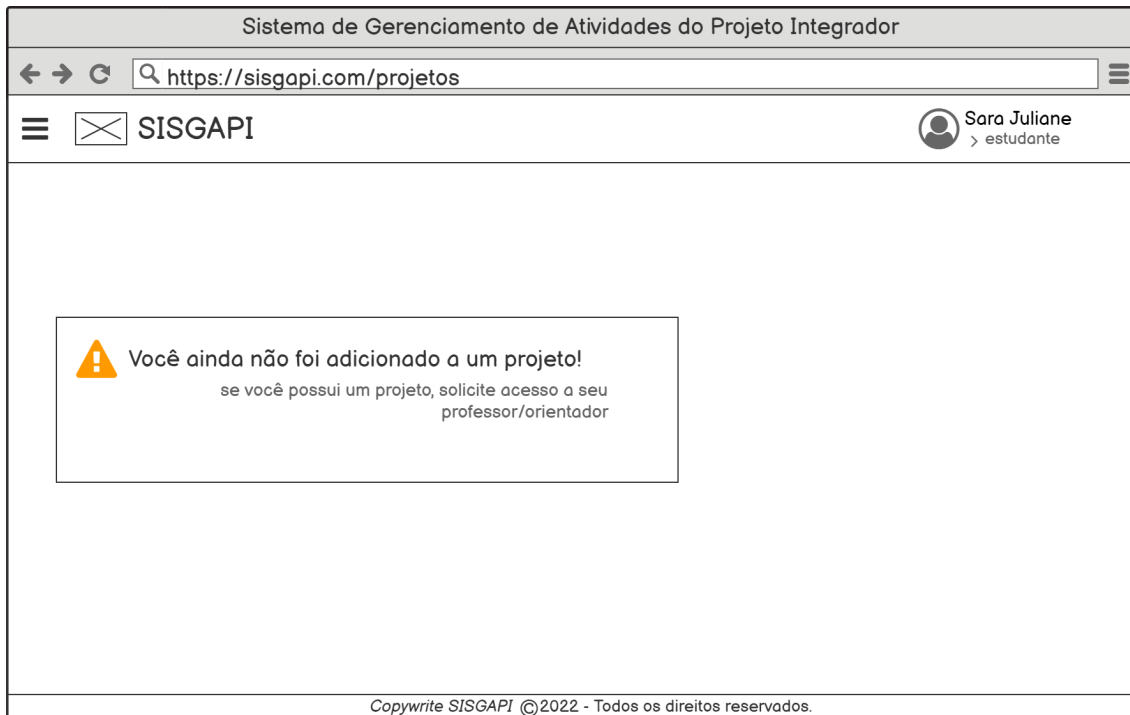 Sistema de Gerenciamento de Atividades do Projeto Integrador
https://sisgapi.com/projetos
SISGAPI
Sara Juliane
> estudante
Você ainda não foi adicionado a um projeto!
se você possui um projeto, solicite acesso a seu
professor/orientador
Copywrite SISGAPI ©2022 - Todos os direitos reservados.